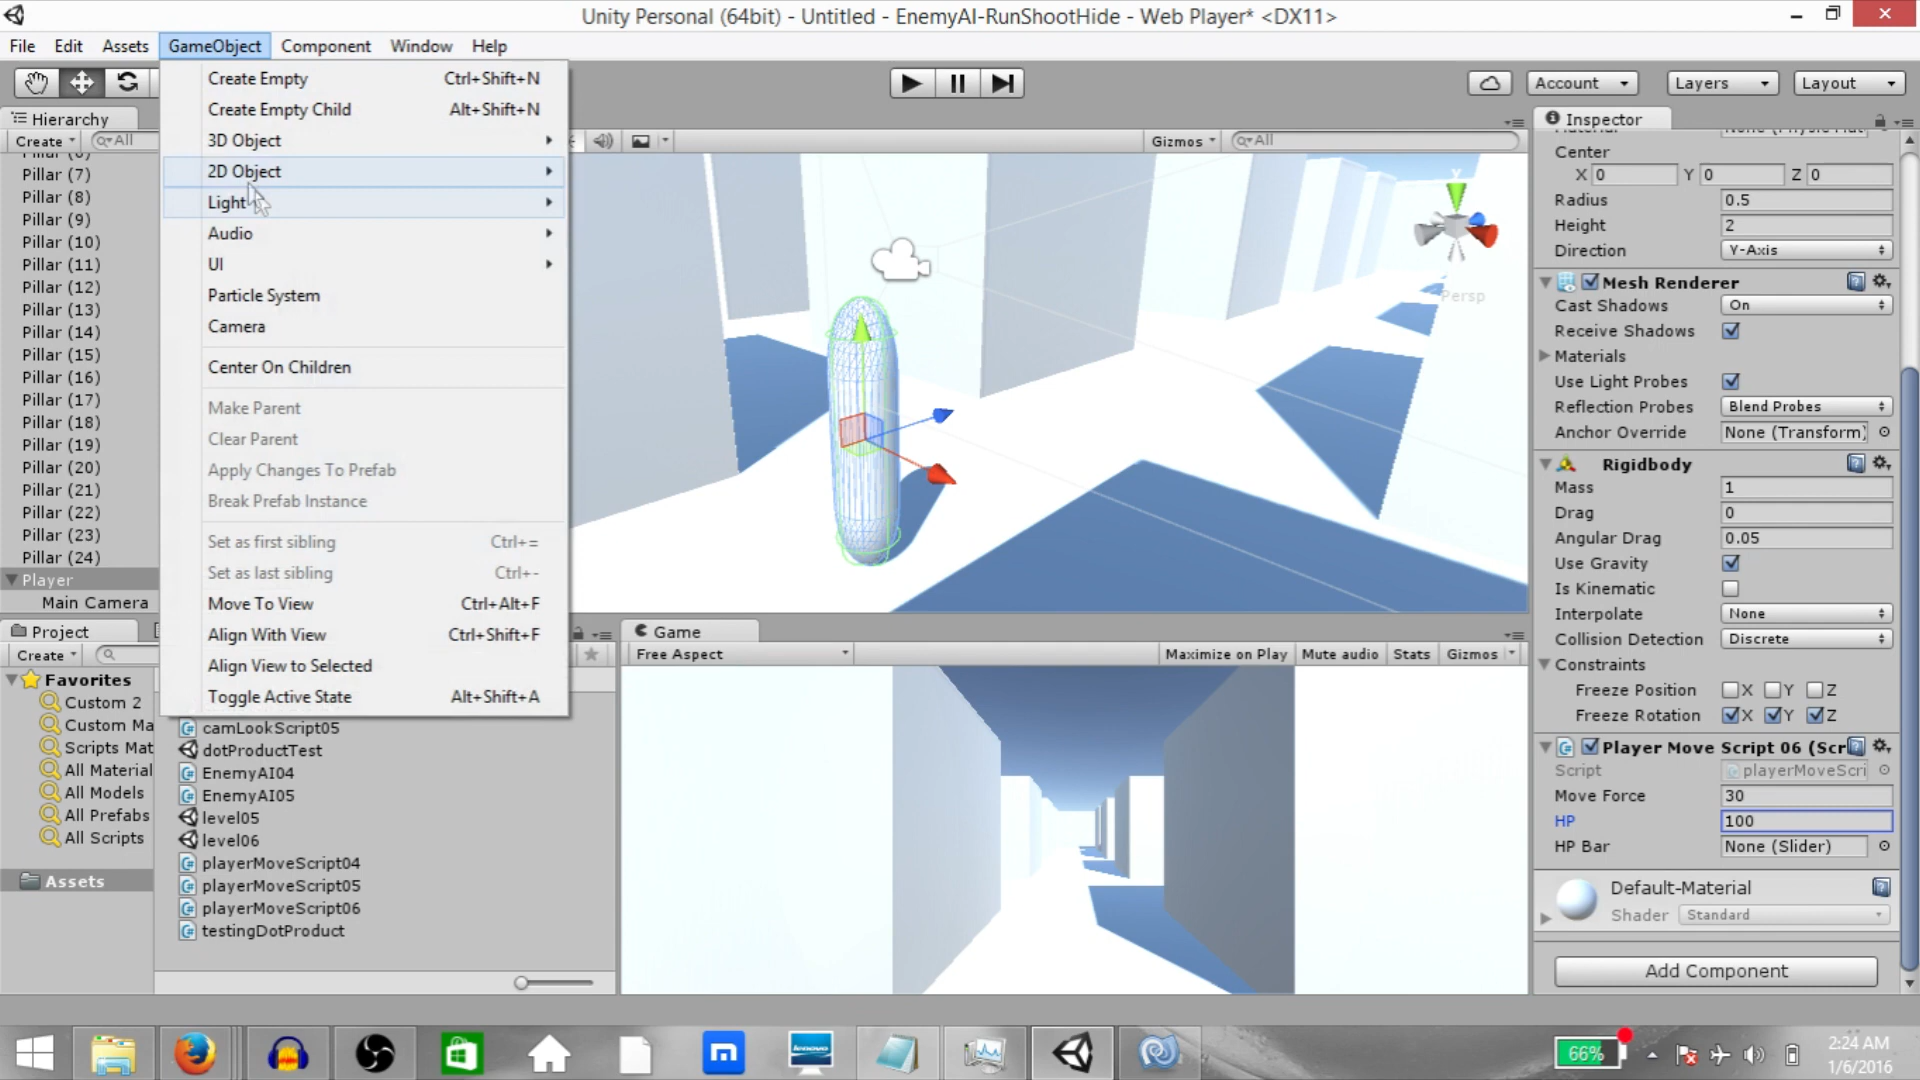 Unity Personal (64bit) - Untitled - EnemyAI-RunShootHide - Web Player* <DX11>
File Edit Assets GameObject Component Window Help
Account Layers Layout
Create Empty Ctrl+Shift+N
Create Empty Child Alt+Shift+N
3D Object
2D Object
Light
Audio
UI
Particle System
Camera
Center On Children
Make Parent
Clear Parent
Apply Changes To Prefab
Break Prefab Instance
Set as first sibling Ctrl+=
Set as last sibling Ctrl+-
Move To View Ctrl+Alt+F
Align With View Ctrl+Shift+F
Align View to Selected
Toggle Active State Alt+Shift+A
Hierarchy
Create All
Pillar (6)
Pillar (7)
Pillar (8)
Pillar (9)
Pillar (10)
Pillar (11)
Pillar (12)
Pillar (13)
Pillar (14)
Pillar (15)
Pillar (16)
Pillar (17)
Pillar (18)
Pillar (19)
Pillar (20)
Pillar (21)
Pillar (22)
Pillar (23)
Pillar (24)
Player
Main Camera
Gizmos All
Y
Persp
Project
Create
Favorites
Custom 2
Custom Ma
Scripts Mat
All Material
All Models
All Prefabs
All Scripts
Assets
camLookScript05
dotProductTest
EnemyAI04
EnemyAI05
level05
level06
playerMoveScript04
playerMoveScript05
playerMoveScript06
testingDotProduct
Game
Free Aspect Maximize on Play Mute audio Stats Gizmos
Inspector
Material
Center
X 0 Y 0 Z 0
Radius 0.5
Height 2
Direction Y-Axis
Mesh Renderer
Cast Shadows On
Receive Shadows
Materials
Use Light Probes
Reflection Probes Blend Probes
Anchor Override None (Transform)
Rigidbody
Mass 1
Drag 0
Angular Drag 0.05
Use Gravity
Is Kinematic
Interpolate None
Collision Detection Discrete
Constraints
Freeze Position X Y Z
Freeze Rotation X Y Z
Player Move Script 06 (Scr
Script playerMoveScri
Move Force 30
HP 100
HP Bar None (Slider)
Default-Material
Shader Standard
Add Component
m
lenovo
66%
2:24 AM
1/6/2016